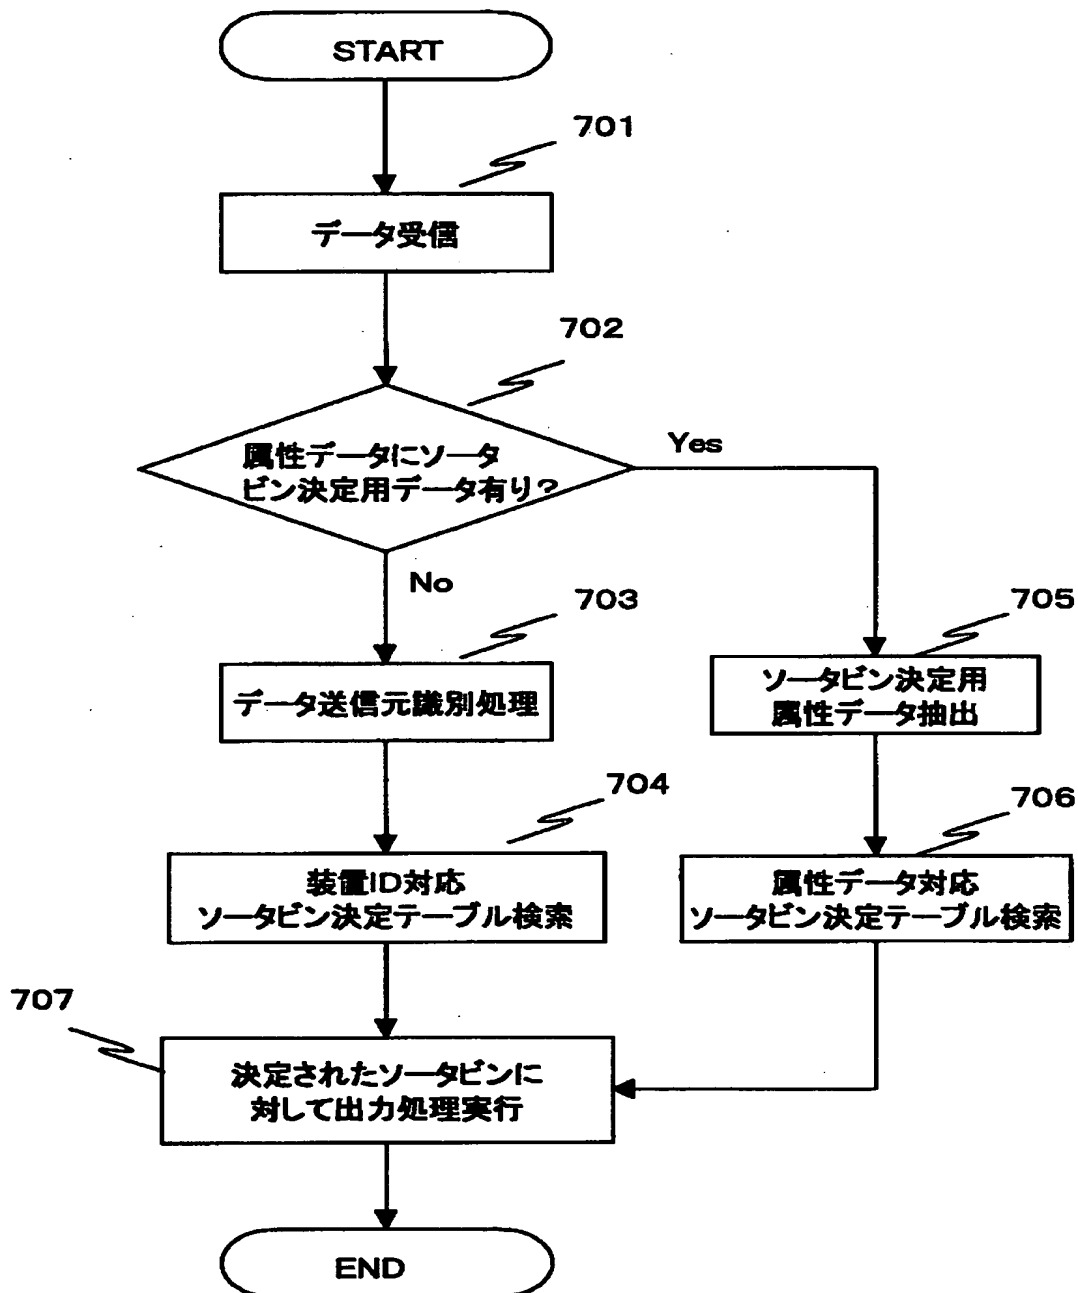 START
701
データ受信
702
属性データにソータ
ビン決定用データ有り?
Yes
No
703
データ送信元識別処理
705
ソータビン決定用
属性データ抽出
704
装置ID対応
ソータビン決定テーブル検索
706
属性データ対応
ソータビン決定テーブル検索
707
決定されたソータビンに
対して出力処理実行
END